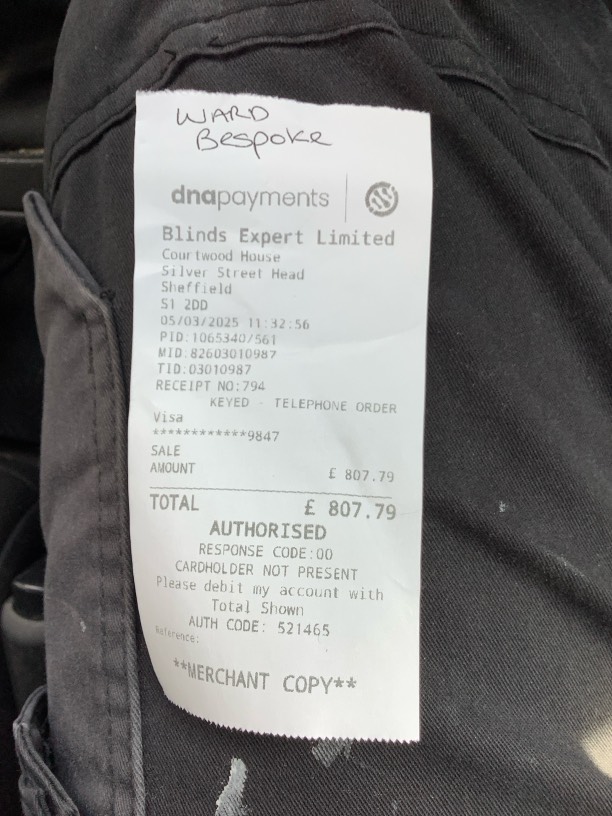 WARD
Bespoke
dnapayments
Blinds Expert Limited
Courtwood House
Silver Street Head
Sheffield
S1 2DD
05/03/2025 11:32:56
PID:1065340/561
MID:82603010987
TID:03010987
RECEIPT NO:794
KEYED - TELEPHONE ORDER
Visa
************9847
SALE
AMOUNT £ 807.79
TOTAL £ 807.79
AUTHORISED
RESPONSE CODE:00
CARDHOLDER NOT PRESENT
Please debit my account with
Total Shown
AUTH CODE: 521465
Reference:
**MERCHANT COPY**